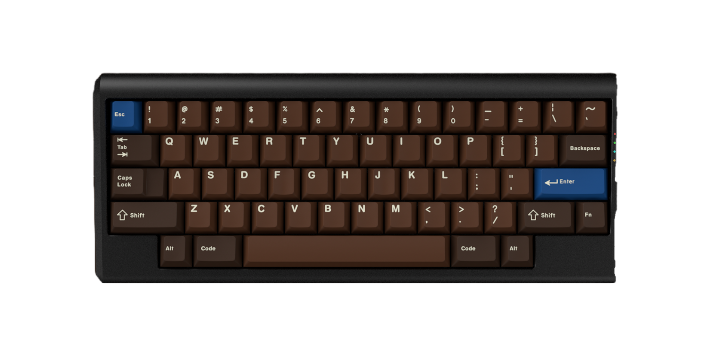 Esc ! @ # $ % ^ & * ( ) _ + ¦ ~
1 2 3 4 5 6 7 8 9 0 - = \ `
Tab Q W E R T Y U I O P { } Backspace
[ ]
Caps Lock A S D F G H J K L : " Enter
; '
Shift Z X C V B N M < > ? Shift Fn
, . /
Alt Code Code Alt